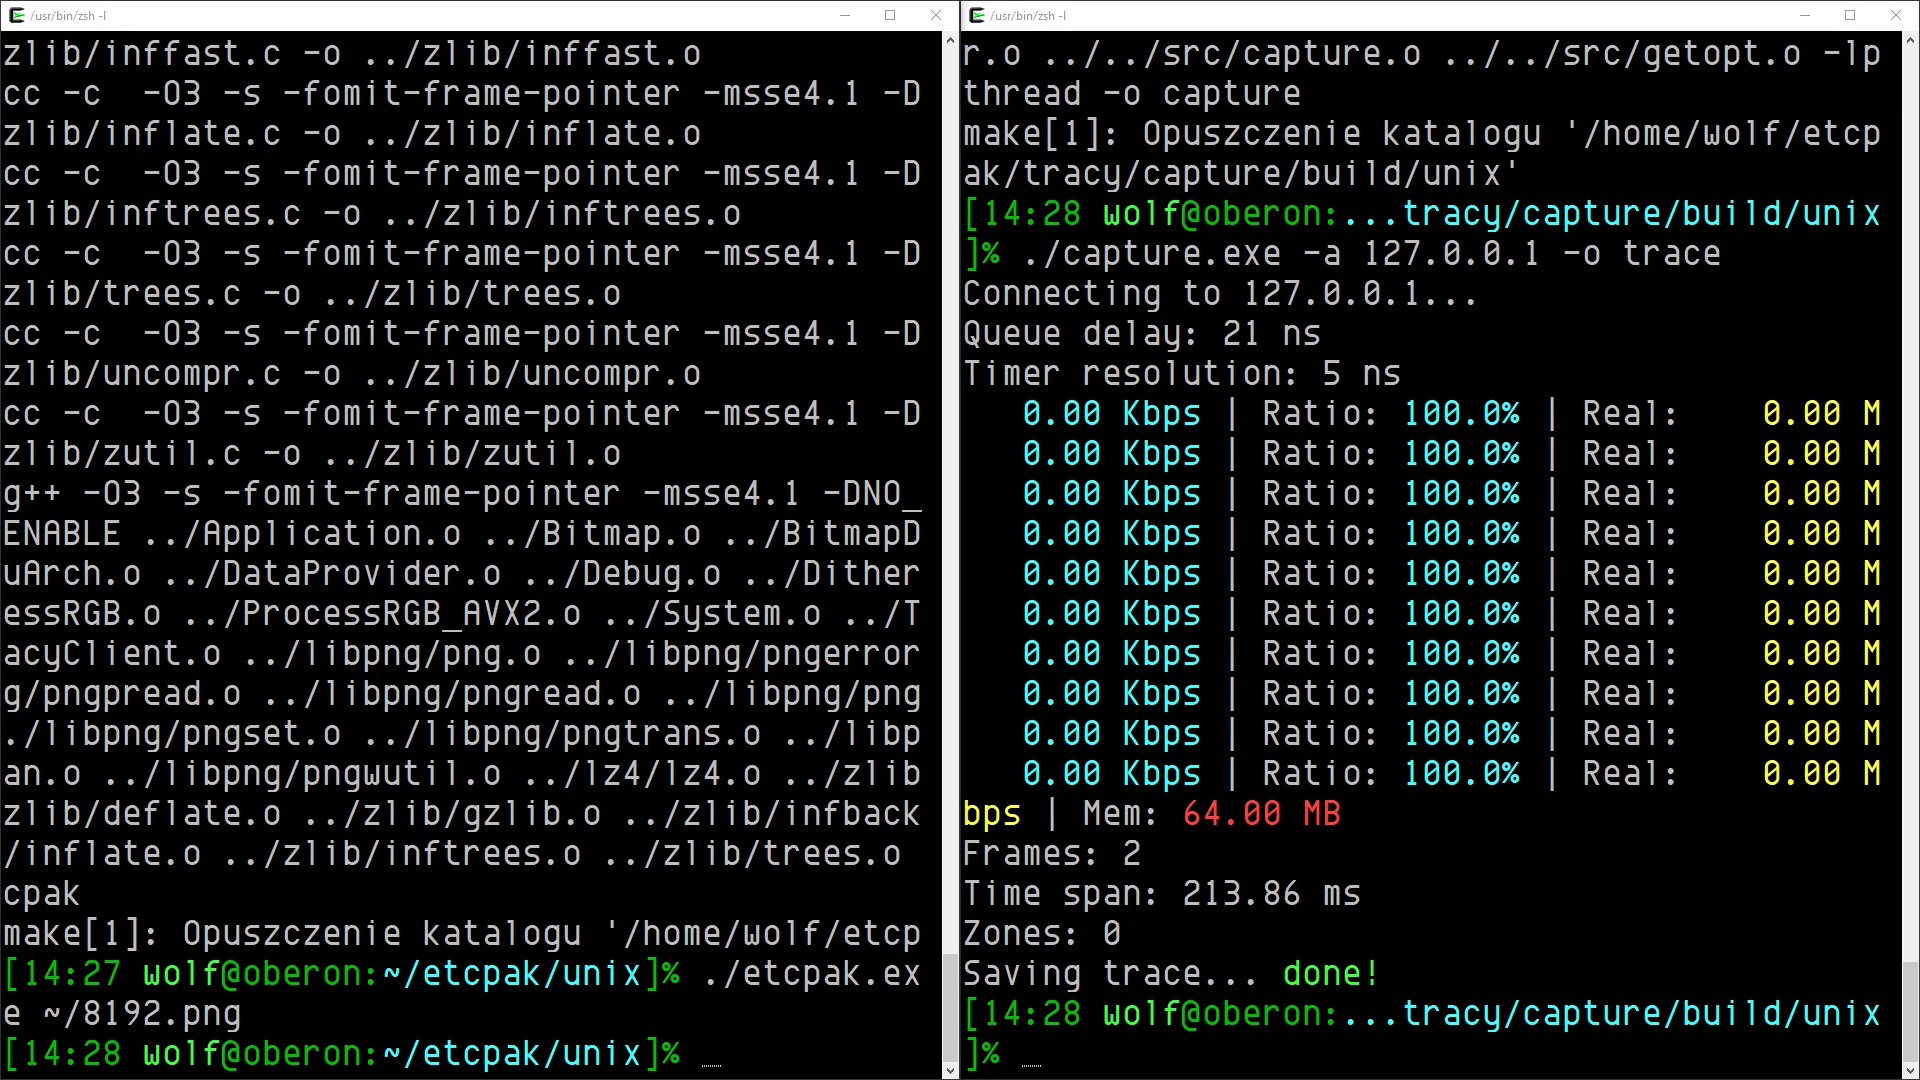 /usr/bin/zsh -l
zlib/inffast.c -o ../zlib/inffast.o
cc -c  -O3 -s -fomit-frame-pointer -msse4.1 -D
zlib/inflate.c -o ../zlib/inflate.o
cc -c  -O3 -s -fomit-frame-pointer -msse4.1 -D
zlib/inftrees.c -o ../zlib/inftrees.o
cc -c  -O3 -s -fomit-frame-pointer -msse4.1 -D
zlib/trees.c -o ../zlib/trees.o
cc -c  -O3 -s -fomit-frame-pointer -msse4.1 -D
zlib/uncompr.c -o ../zlib/uncompr.o
cc -c  -O3 -s -fomit-frame-pointer -msse4.1 -D
zlib/zutil.c -o ../zlib/zutil.o
g++ -O3 -s -fomit-frame-pointer -msse4.1 -DNO_
ENABLE ../Application.o ../Bitmap.o ../BitmapD
uArch.o ../DataProvider.o ../Debug.o ../Dither
essRGB.o ../ProcessRGB_AVX2.o ../System.o ../T
acyClient.o ../libpng/png.o ../libpng/pngerror
g/pngpread.o ../libpng/pngread.o ../libpng/png
./libpng/pngset.o ../libpng/pngtrans.o ../libp
an.o ../libpng/pngwutil.o ../lz4/lz4.o ../zlib
zlib/deflate.o ../zlib/gzlib.o ../zlib/infback
/inflate.o ../zlib/inftrees.o ../zlib/trees.o
cpak
make[1]: Opuszczenie katalogu '/home/wolf/etcp
[14:27 wolf@oberon:~/etcpak/unix]% ./etcpak.ex
e ~/8192.png
[14:28 wolf@oberon:~/etcpak/unix]% _
/usr/bin/zsh -l
r.o ../../src/capture.o ../../src/getopt.o -lp
thread -o capture
make[1]: Opuszczenie katalogu '/home/wolf/etcp
ak/tracy/capture/build/unix'
[14:28 wolf@oberon:...tracy/capture/build/unix
]% ./capture.exe -a 127.0.0.1 -o trace
Connecting to 127.0.0.1...
Queue delay: 21 ns
Timer resolution: 5 ns
0.00 Kbps | Ratio: 100.0% | Real:    0.00 M
0.00 Kbps | Ratio: 100.0% | Real:    0.00 M
0.00 Kbps | Ratio: 100.0% | Real:    0.00 M
0.00 Kbps | Ratio: 100.0% | Real:    0.00 M
0.00 Kbps | Ratio: 100.0% | Real:    0.00 M
0.00 Kbps | Ratio: 100.0% | Real:    0.00 M
0.00 Kbps | Ratio: 100.0% | Real:    0.00 M
0.00 Kbps | Ratio: 100.0% | Real:    0.00 M
0.00 Kbps | Ratio: 100.0% | Real:    0.00 M
0.00 Kbps | Ratio: 100.0% | Real:    0.00 M
bps | Mem: 64.00 MB
Frames: 2
Time span: 213.86 ms
Zones: 0
Saving trace... done!
[14:28 wolf@oberon:...tracy/capture/build/unix
]% _